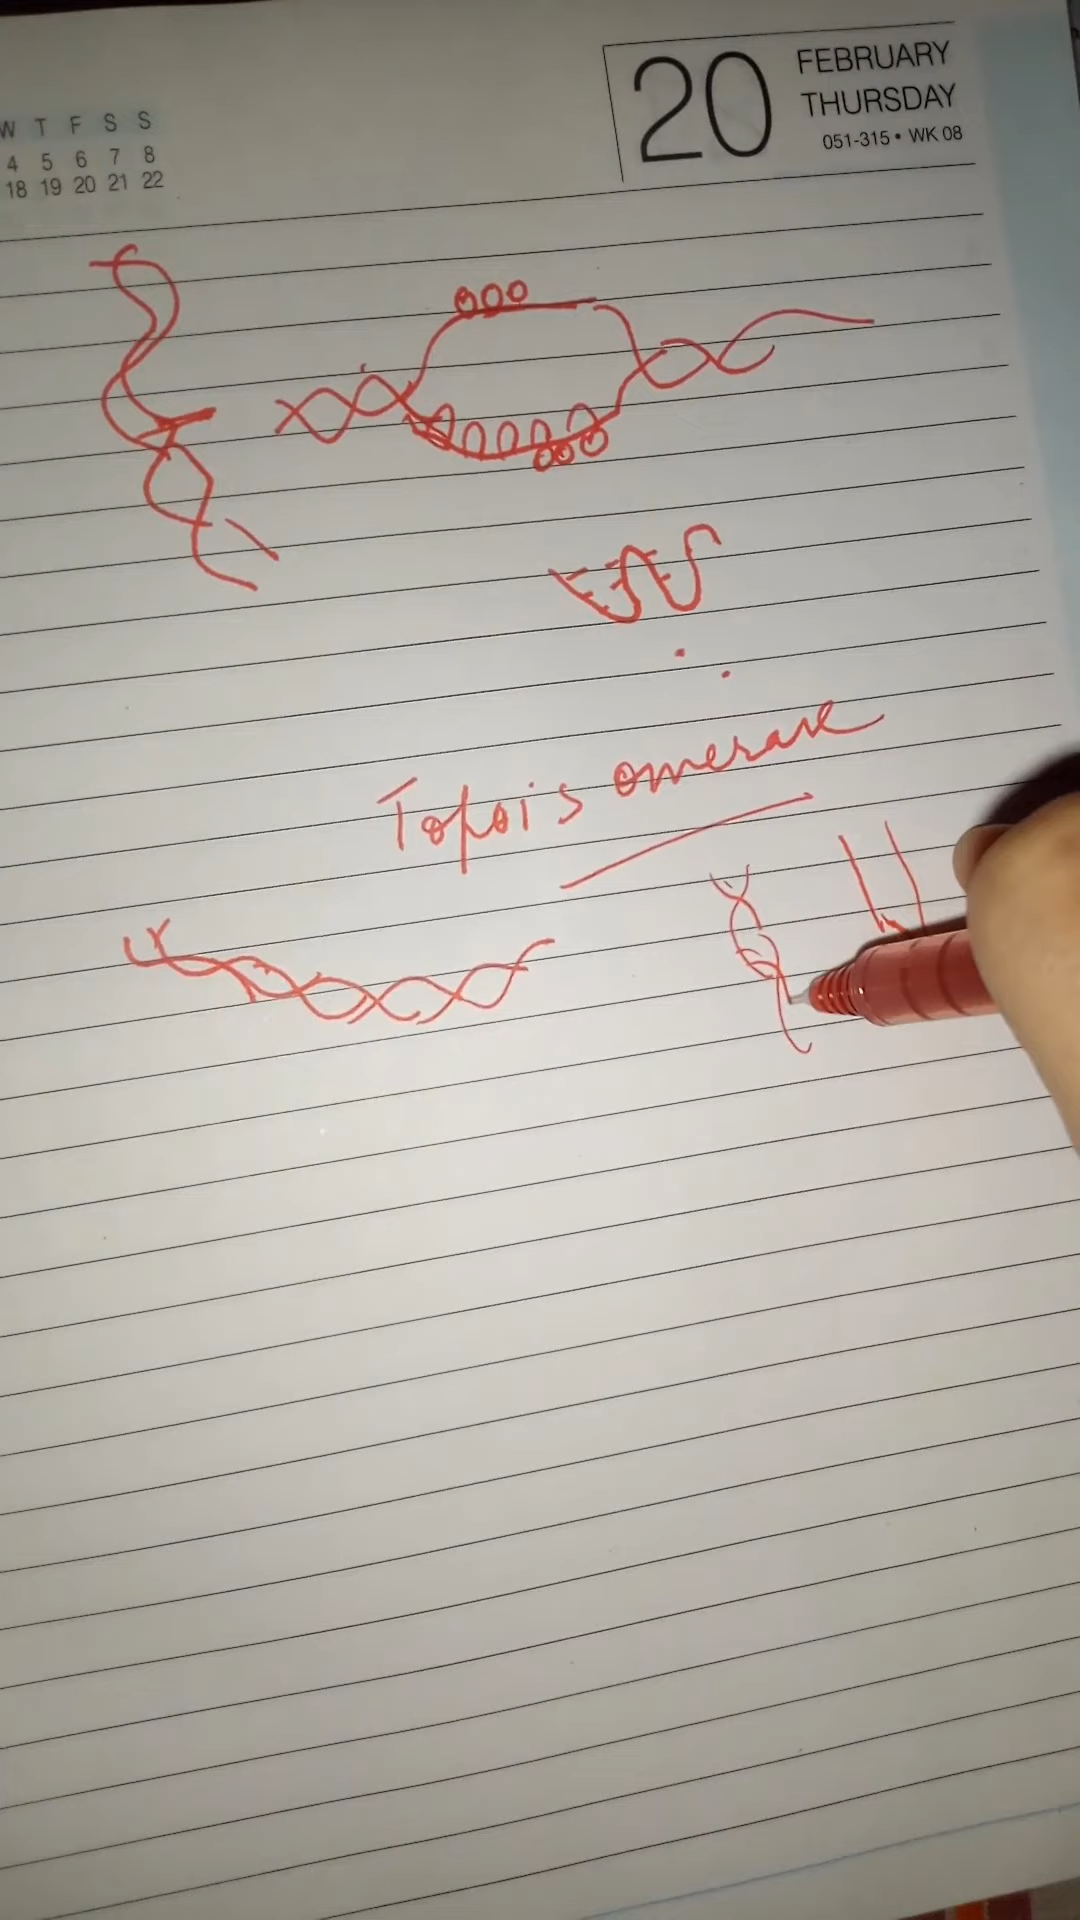 20
FEBRUARY
THURSDAY
051-315 • WK 08
W T F S S
4 5 6 7 8
18 19 20 21 22
Topoisomerase